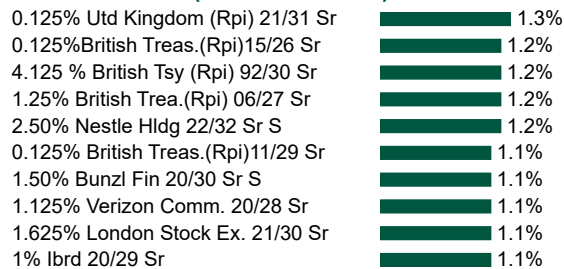 0.125% Utd Kingdom (Rpi) 21/31 Sr 1.3%
0.125%British Treas.(Rpi)15/26 Sr 1.2%
4.125 % British Tsy (Rpi) 92/30 Sr 1.2%
1.25% British Trea.(Rpi) 06/27 Sr 1.2%
2.50% Nestle Hldg 22/32 Sr S 1.2%
0.125% British Treas.(Rpi)11/29 Sr 1.1%
1.50% Bunzl Fin 20/30 Sr S 1.1%
1.125% Verizon Comm. 20/28 Sr 1.1%
1.625% London Stock Ex. 21/30 Sr 1.1%
1% Ibrd 20/29 Sr 1.1%